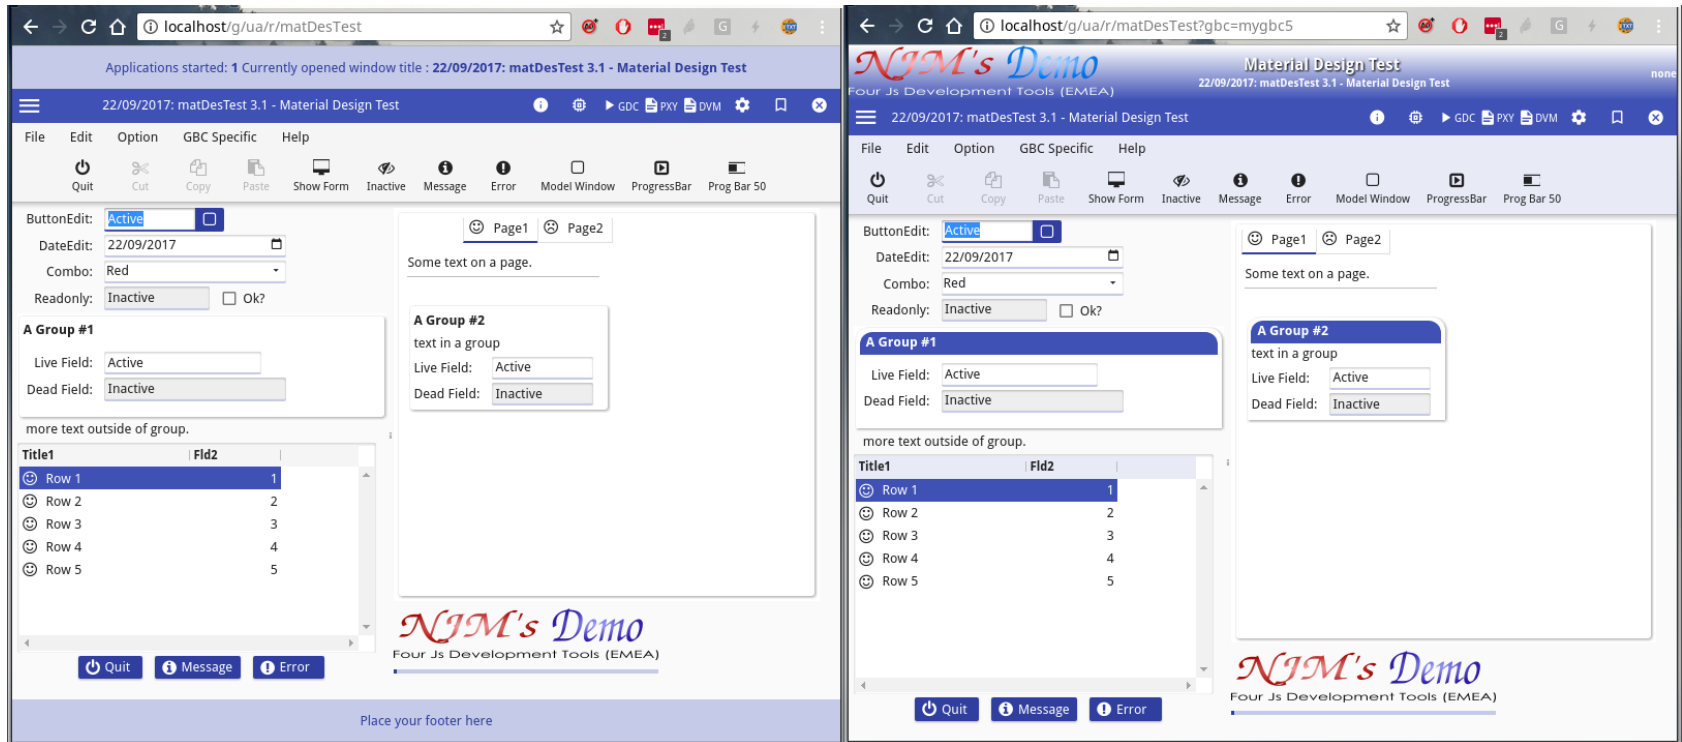 localhost/g/ua/r/matDesTest
2
G
Applications started: 1 Currently opened window title : 22/09/2017: matDesTest 3.1 - Material Design Test
22/09/2017: matDesTest 3.1 - Material Design Test
GDC PXY DVM
File Edit Option GBC Specific Help
Quit Cut Copy Paste Show Form Inactive Message Error Model Window ProgressBar Prog Bar 50
ButtonEdit: Active
DateEdit: 22/09/2017
Combo: Red
Readonly: Inactive Ok?
A Group #1
Live Field: Active
Dead Field: Inactive
more text outside of group.
Title1 Fld2
Row 1 1
Row 2 2
Row 3 3
Row 4 4
Row 5 5
Quit Message Error
Page1 Page2
Some text on a page.
A Group #2
text in a group
Live Field: Active
Dead Field: Inactive
NJM's Demo
Four Js Development Tools (EMEA)
Place your footer here
localhost/g/ua/r/matDesTest?gbc=mygbc5
2
G
NJM's Demo
Four Js Development Tools (EMEA)
Material Design Test
22/09/2017: matDesTest 3.1 - Material Design Test
none
22/09/2017: matDesTest 3.1 - Material Design Test
GDC PXY DVM
File Edit Option GBC Specific Help
Quit Cut Copy Paste Show Form Inactive Message Error Model Window ProgressBar Prog Bar 50
ButtonEdit: Active
DateEdit: 22/09/2017
Combo: Red
Readonly: Inactive Ok?
A Group #1
Live Field: Active
Dead Field: Inactive
more text outside of group.
Title1 Fld2
Row 1 1
Row 2 2
Row 3 3
Row 4 4
Row 5 5
Quit Message Error
Page1 Page2
Some text on a page.
A Group #2
text in a group
Live Field: Active
Dead Field: Inactive
NJM's Demo
Four Js Development Tools (EMEA)